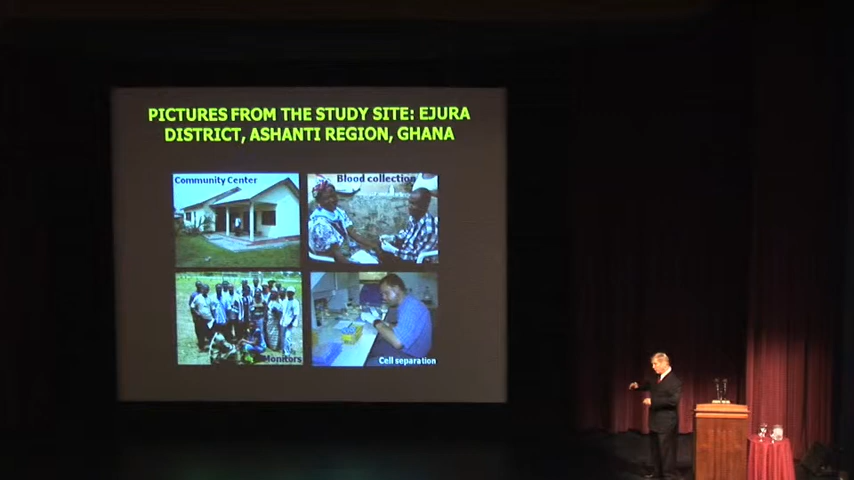 PICTURES FROM THE STUDY SITE: EJURA
DISTRICT, ASHANTI REGION, GHANA
Community Center
Blood collection
Monitors
Cell separation